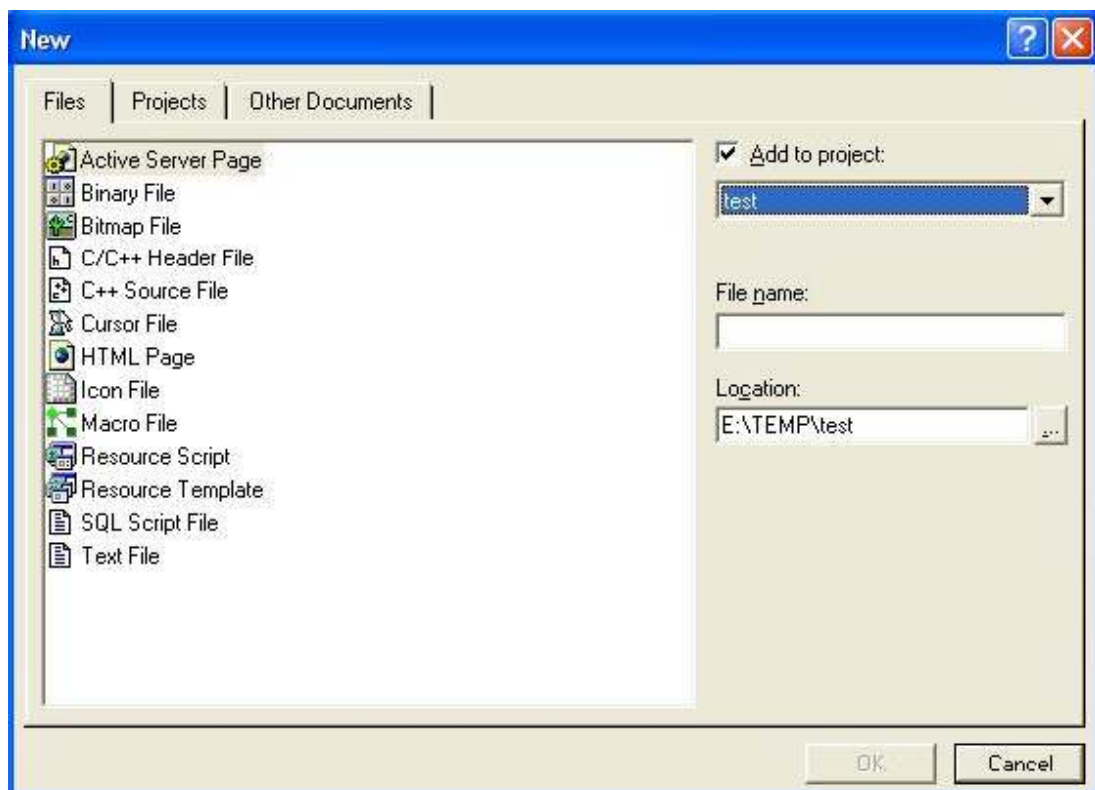 New
Files
Projects
Other Documents
Active Server Page
Binary File
Bitmap File
C/C++ Header File
C++ Source File
Cursor File
HTML Page
Icon File
Macro File
Resource Script
Resource Template
SQL Script File
Text File
Add to project:
test
File name:
Location:
E:\TEMP\test
...
OK
Cancel